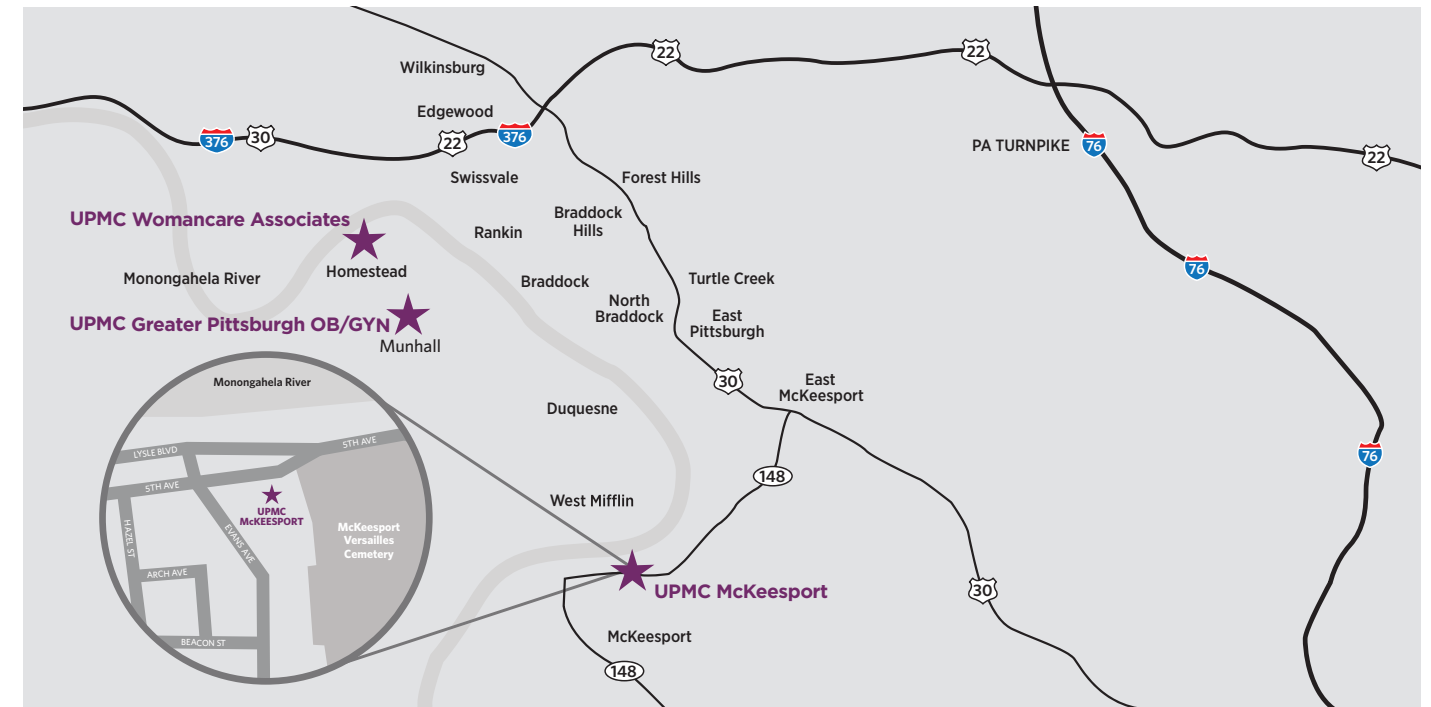 22
22
Wilkinsburg
Edgewood
376
30
22
376
PA TURNPIKE
76
22
Swissvale
Forest Hills
UPMC Womancare Associates
Braddock
Hills
Rankin
76
Homestead
Monongahela River
Braddock
Turtle Creek
North
Braddock
East
Pittsburgh
UPMC Greater Pittsburgh OB/GYN
Munhall
30
East
McKeesport
Duquesne
76
148
West Mifflin
UPMC McKeesport
30
McKeesport
148
Monongahela River
LYSLE BLVD
5TH AVE
5TH AVE
UPMC
McKEESPORT
McKeesport
Versailles
Cemetery
HAZEL ST
EVANS AVE
ARCH AVE
BEACON ST